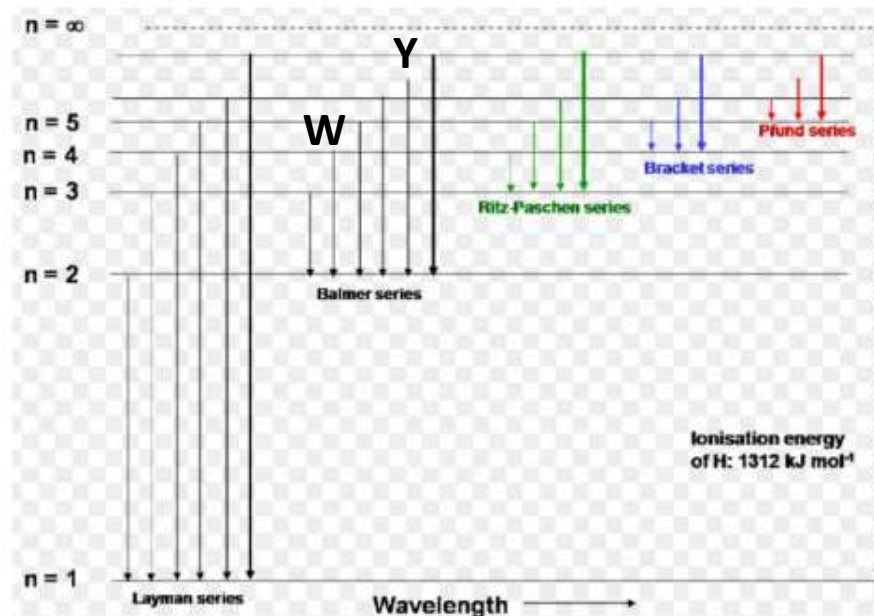 n = ∞
Y
n = 5
W
n = 4
Pfund series
Bracket series
n = 3
Ritz-Paschen series
n = 2
Balmer series
Ionisation energy
of H: 1312 kJ mol⁻¹
n = 1
Layman series
Wavelength